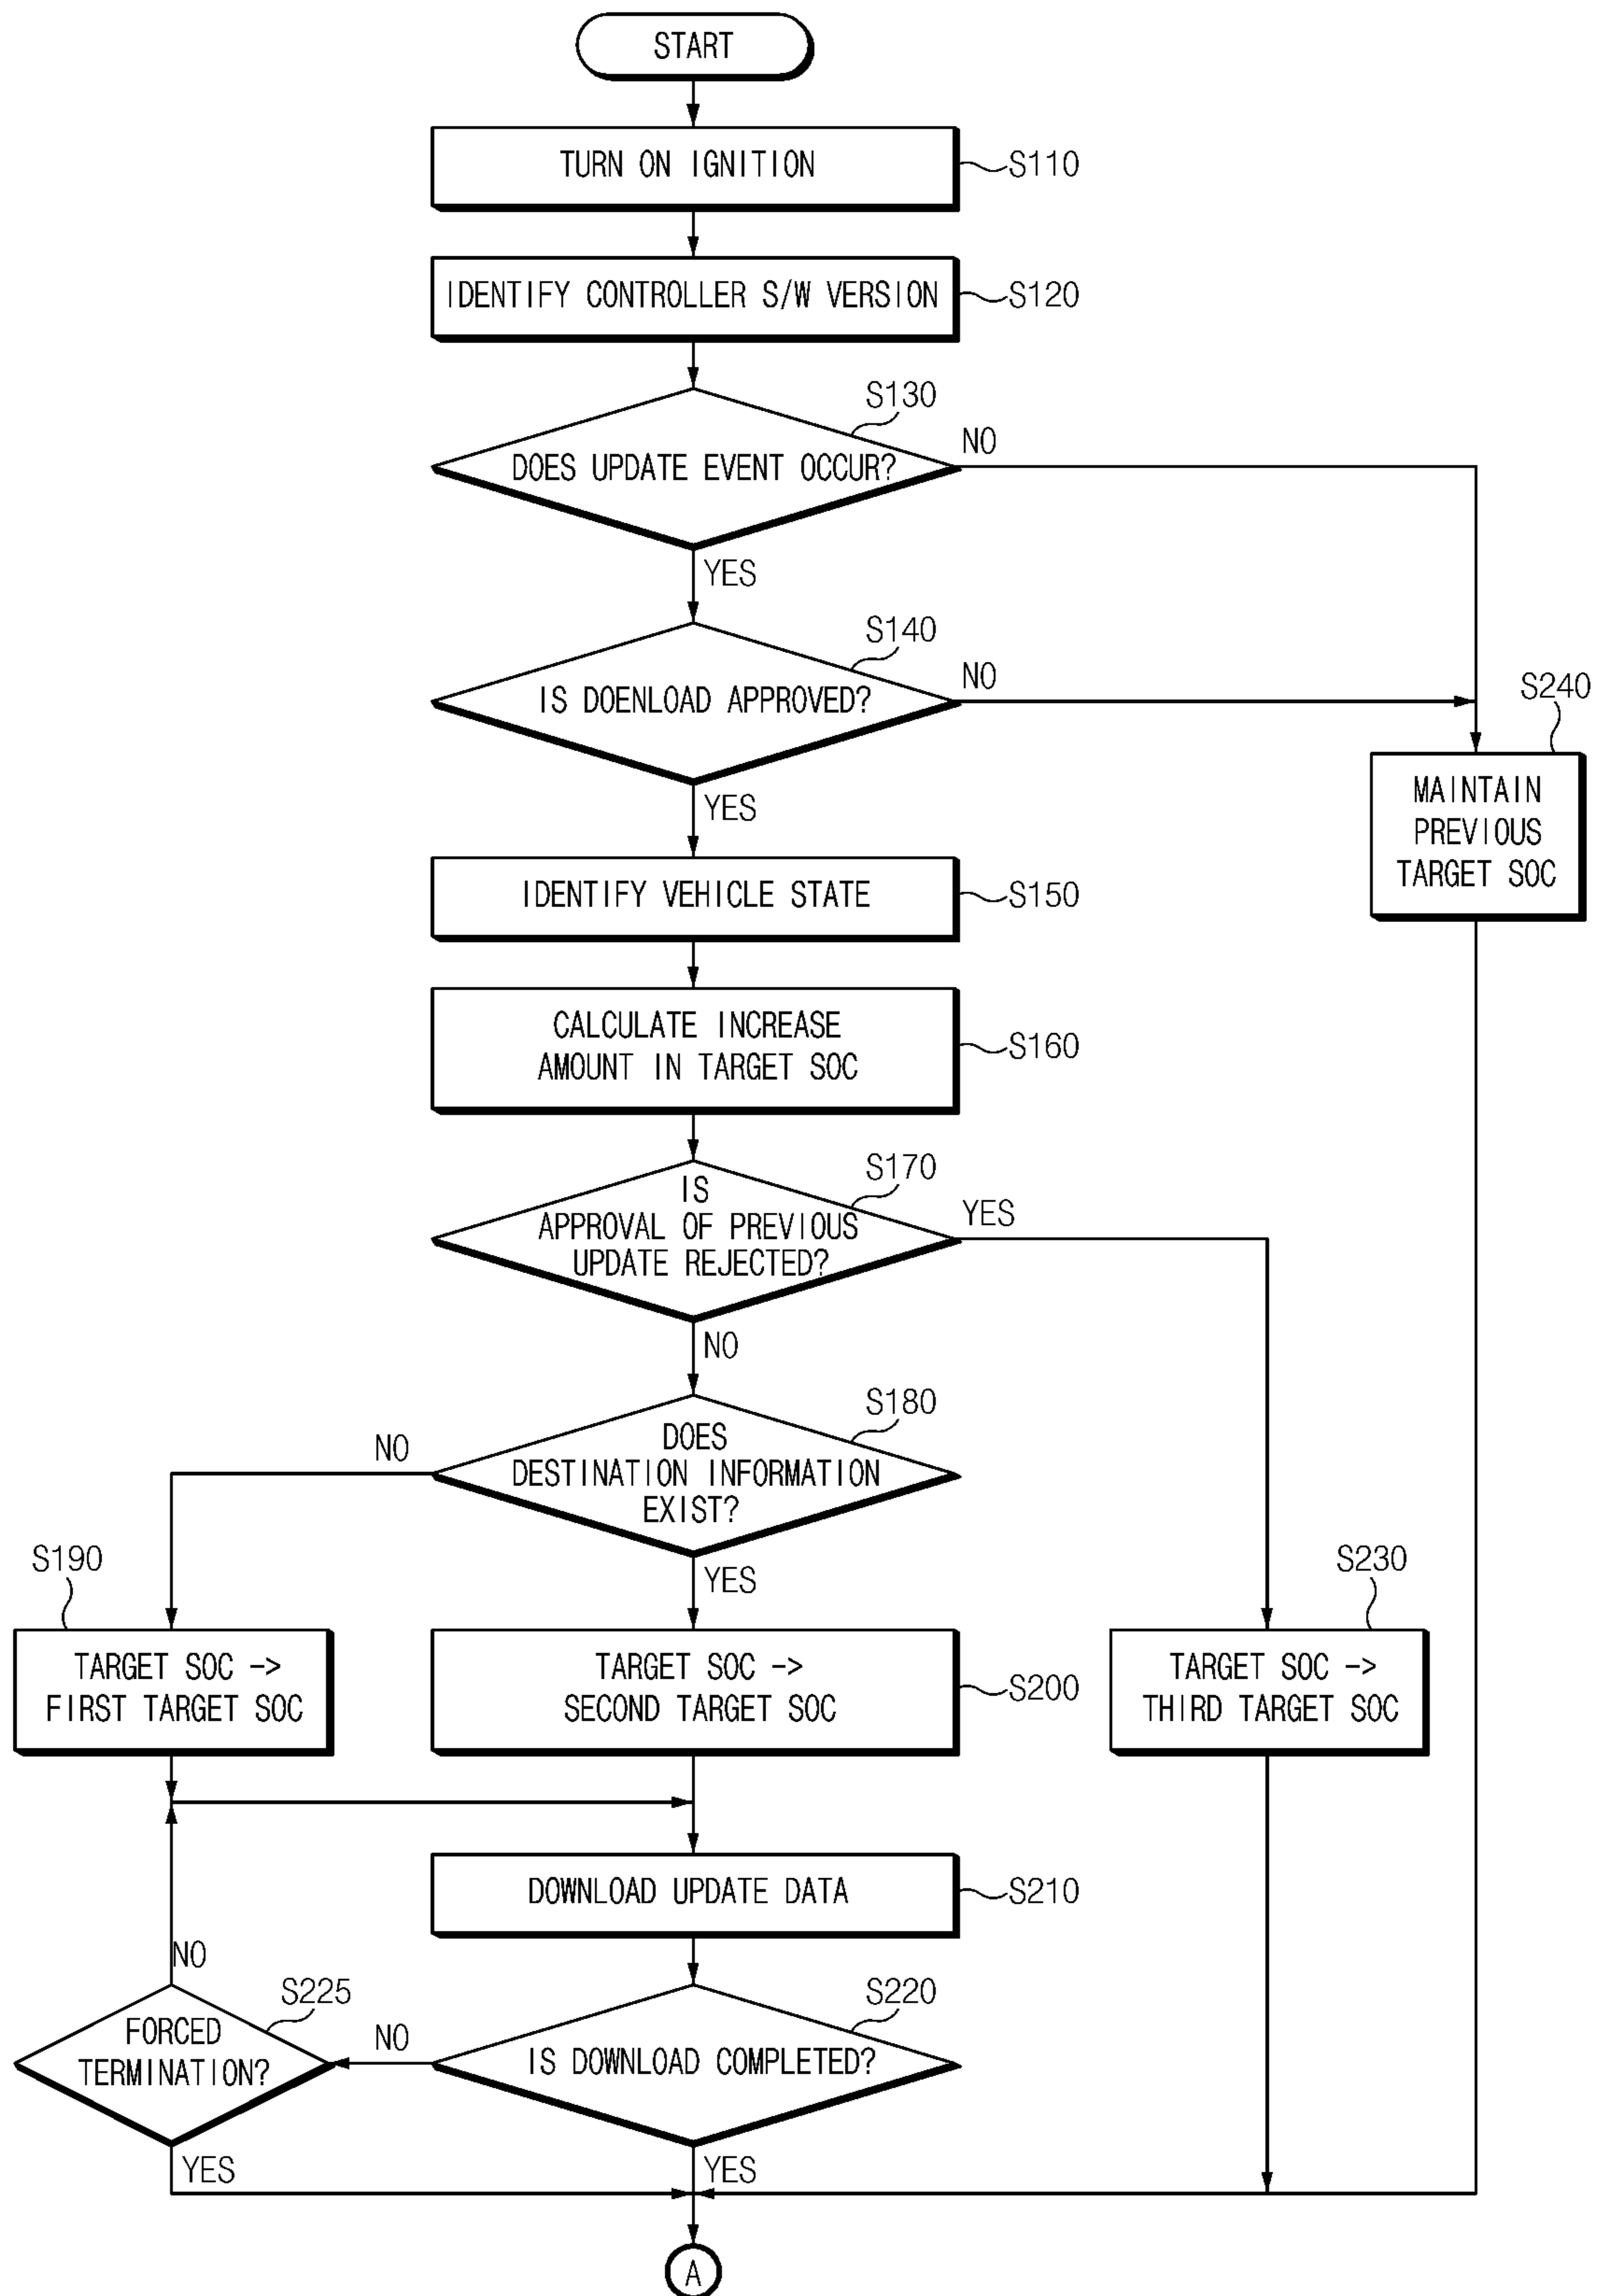 START
TURN ON IGNITION
S110
IDENTIFY CONTROLLER S/W VERSION
S120
S130
DOES UPDATE EVENT OCCUR?
NO
YES
S140
IS DOENLOAD APPROVED?
NO
YES
S240
MAINTAIN
PREVIOUS
TARGET SOC
IDENTIFY VEHICLE STATE
S150
CALCULATE INCREASE
AMOUNT IN TARGET SOC
S160
S170
IS
APPROVAL OF PREVIOUS
UPDATE REJECTED?
YES
NO
S180
DOES
DESTINATION INFORMATION
EXIST?
NO
YES
S190
TARGET SOC ->
FIRST TARGET SOC
TARGET SOC ->
SECOND TARGET SOC
S200
S230
TARGET SOC ->
THIRD TARGET SOC
DOWNLOAD UPDATE DATA
S210
NO
S225
FORCED
TERMINATION?
NO
S220
IS DOWNLOAD COMPLETED?
YES
YES
A